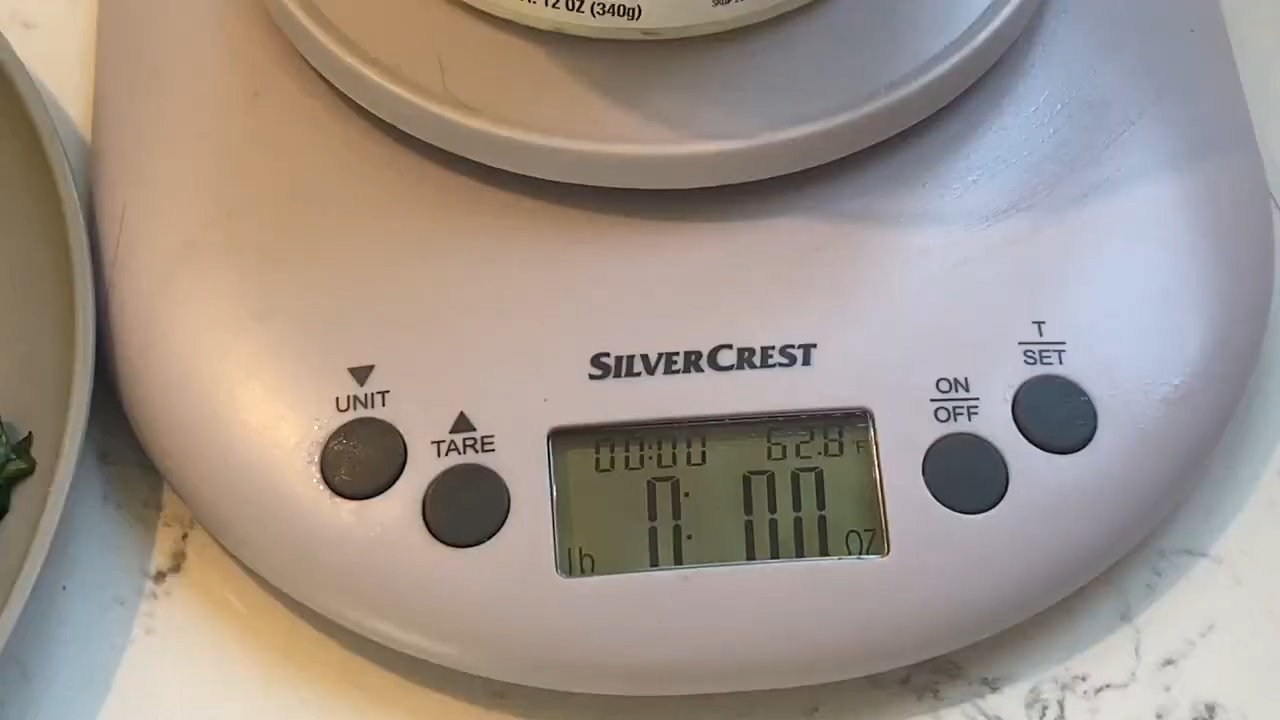 12 OZ (340g)
SILVERCREST
T
SET
UNIT
ON
OFF
TARE
00:00 62.8 °F
lb 0: 00 OZ